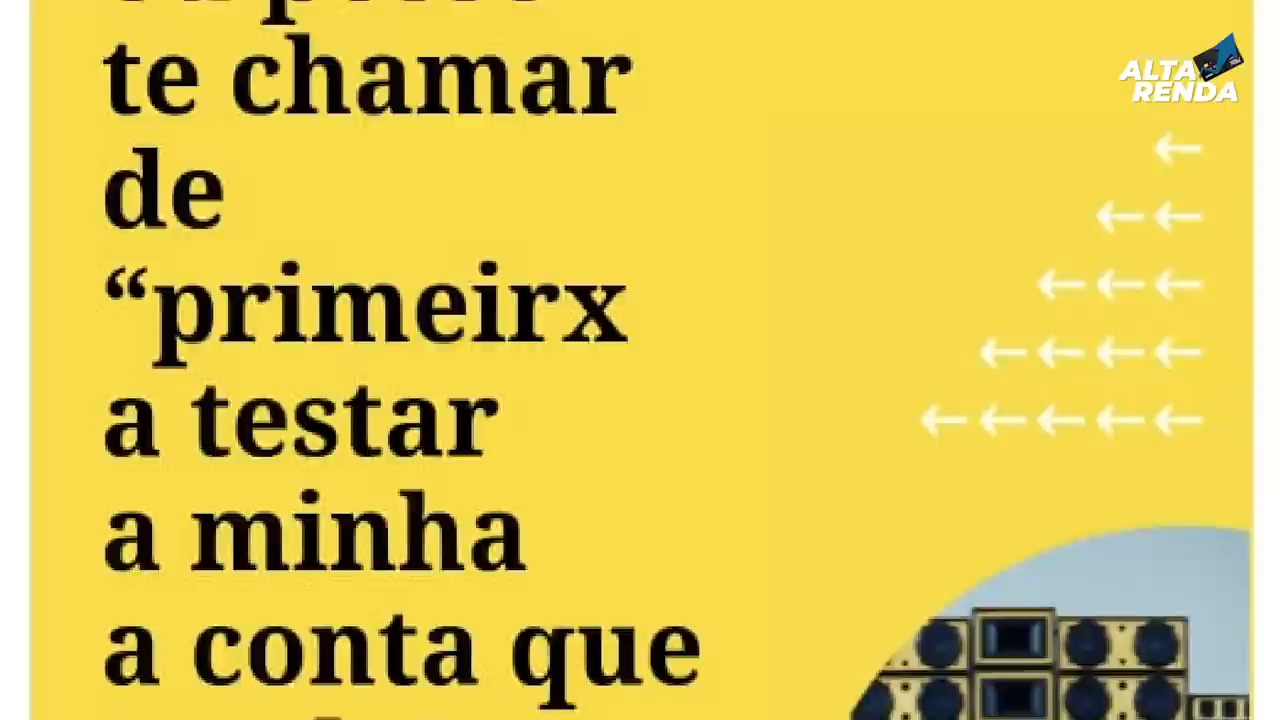 te chamar
de
“primeirx
a testar
a minha
a conta que
ALTA
RENDA